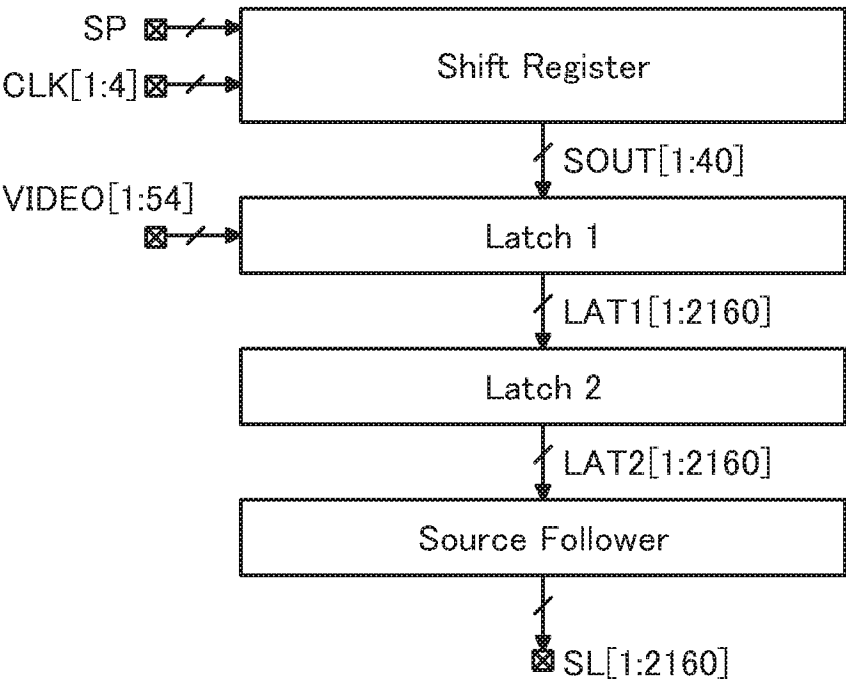 SP
CLK[1:4]
Shift Register
SOUT[1:40]
VIDEO[1:54]
Latch 1
LAT1[1:2160]
Latch 2
LAT2[1:2160]
Source Follower
SL[1:2160]